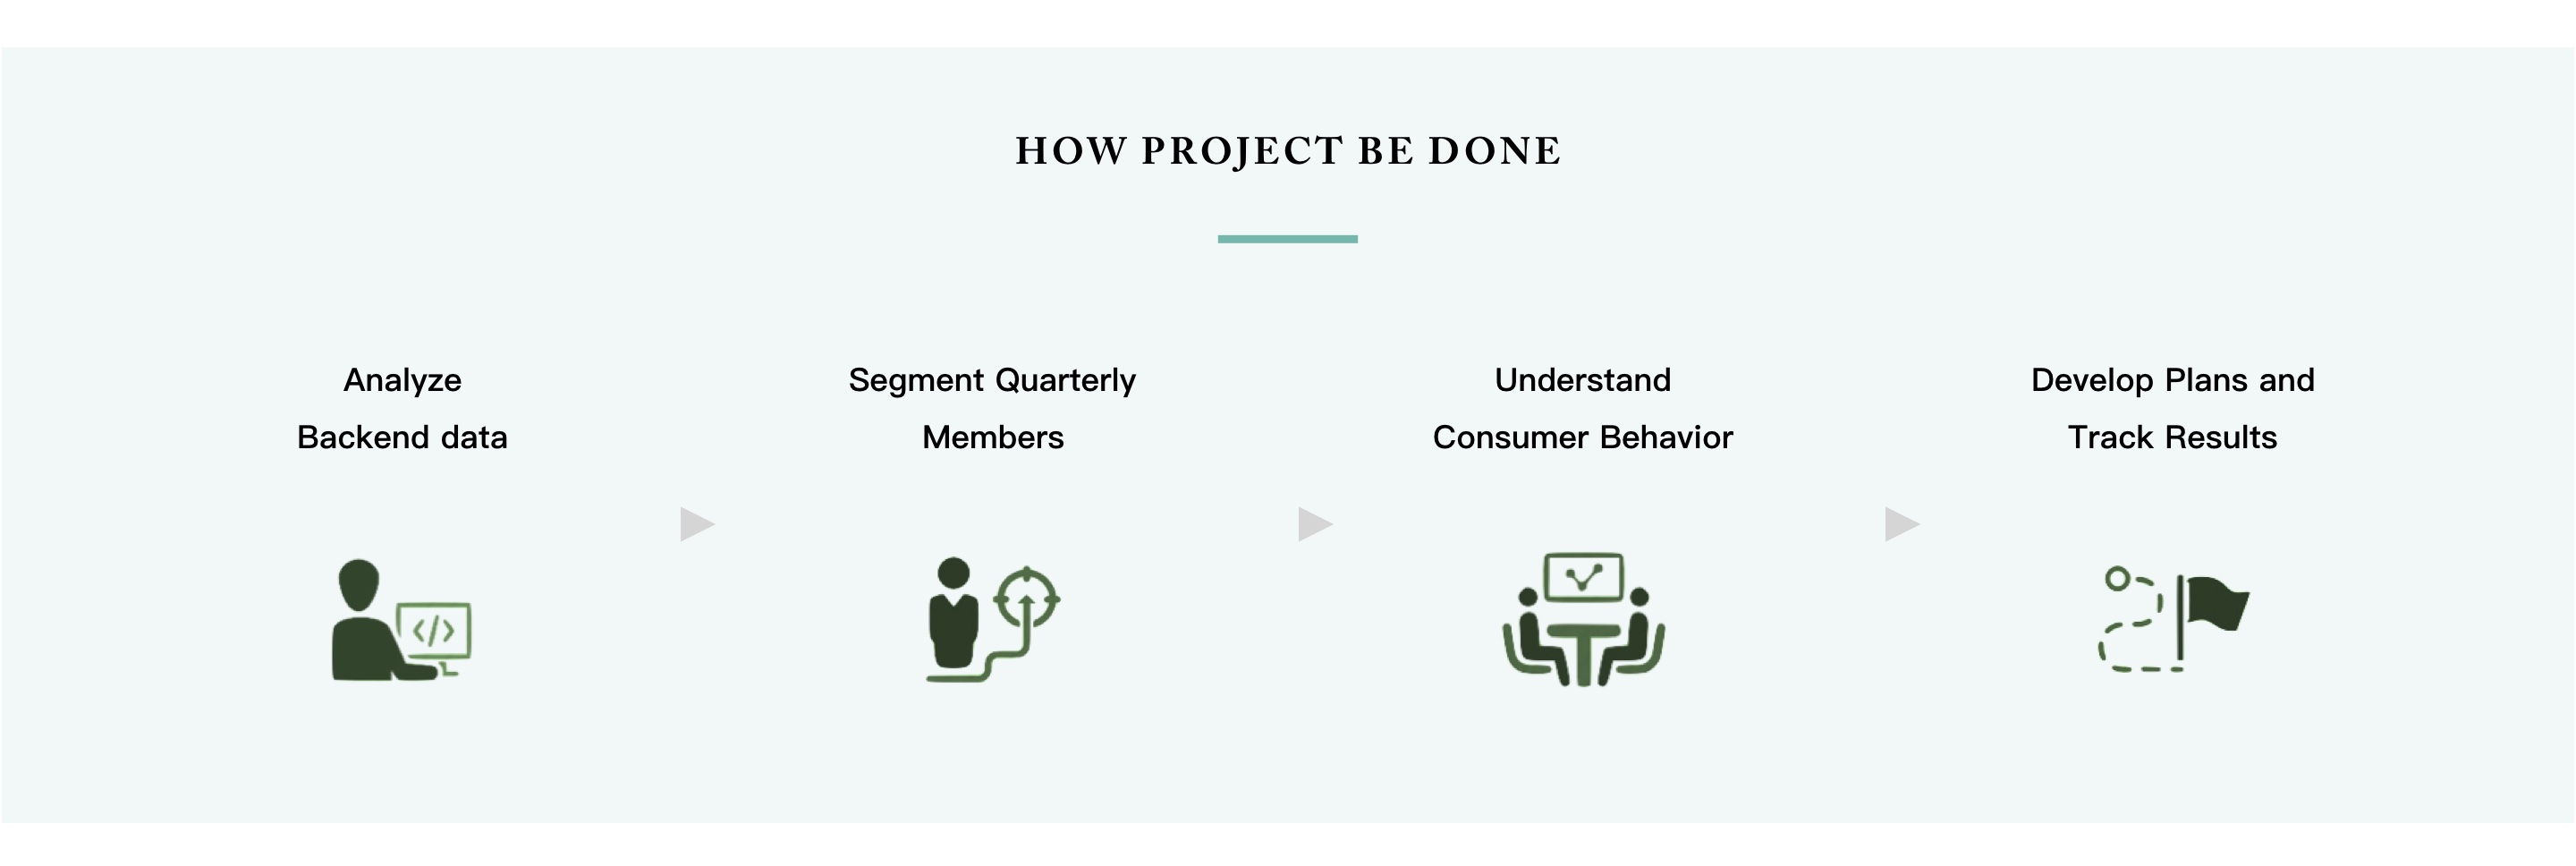 HOW PROJECT BE DONE
Analyze
Backend data
Segment Quarterly
Members
Understand
Consumer Behavior
Develop Plans and
Track Results